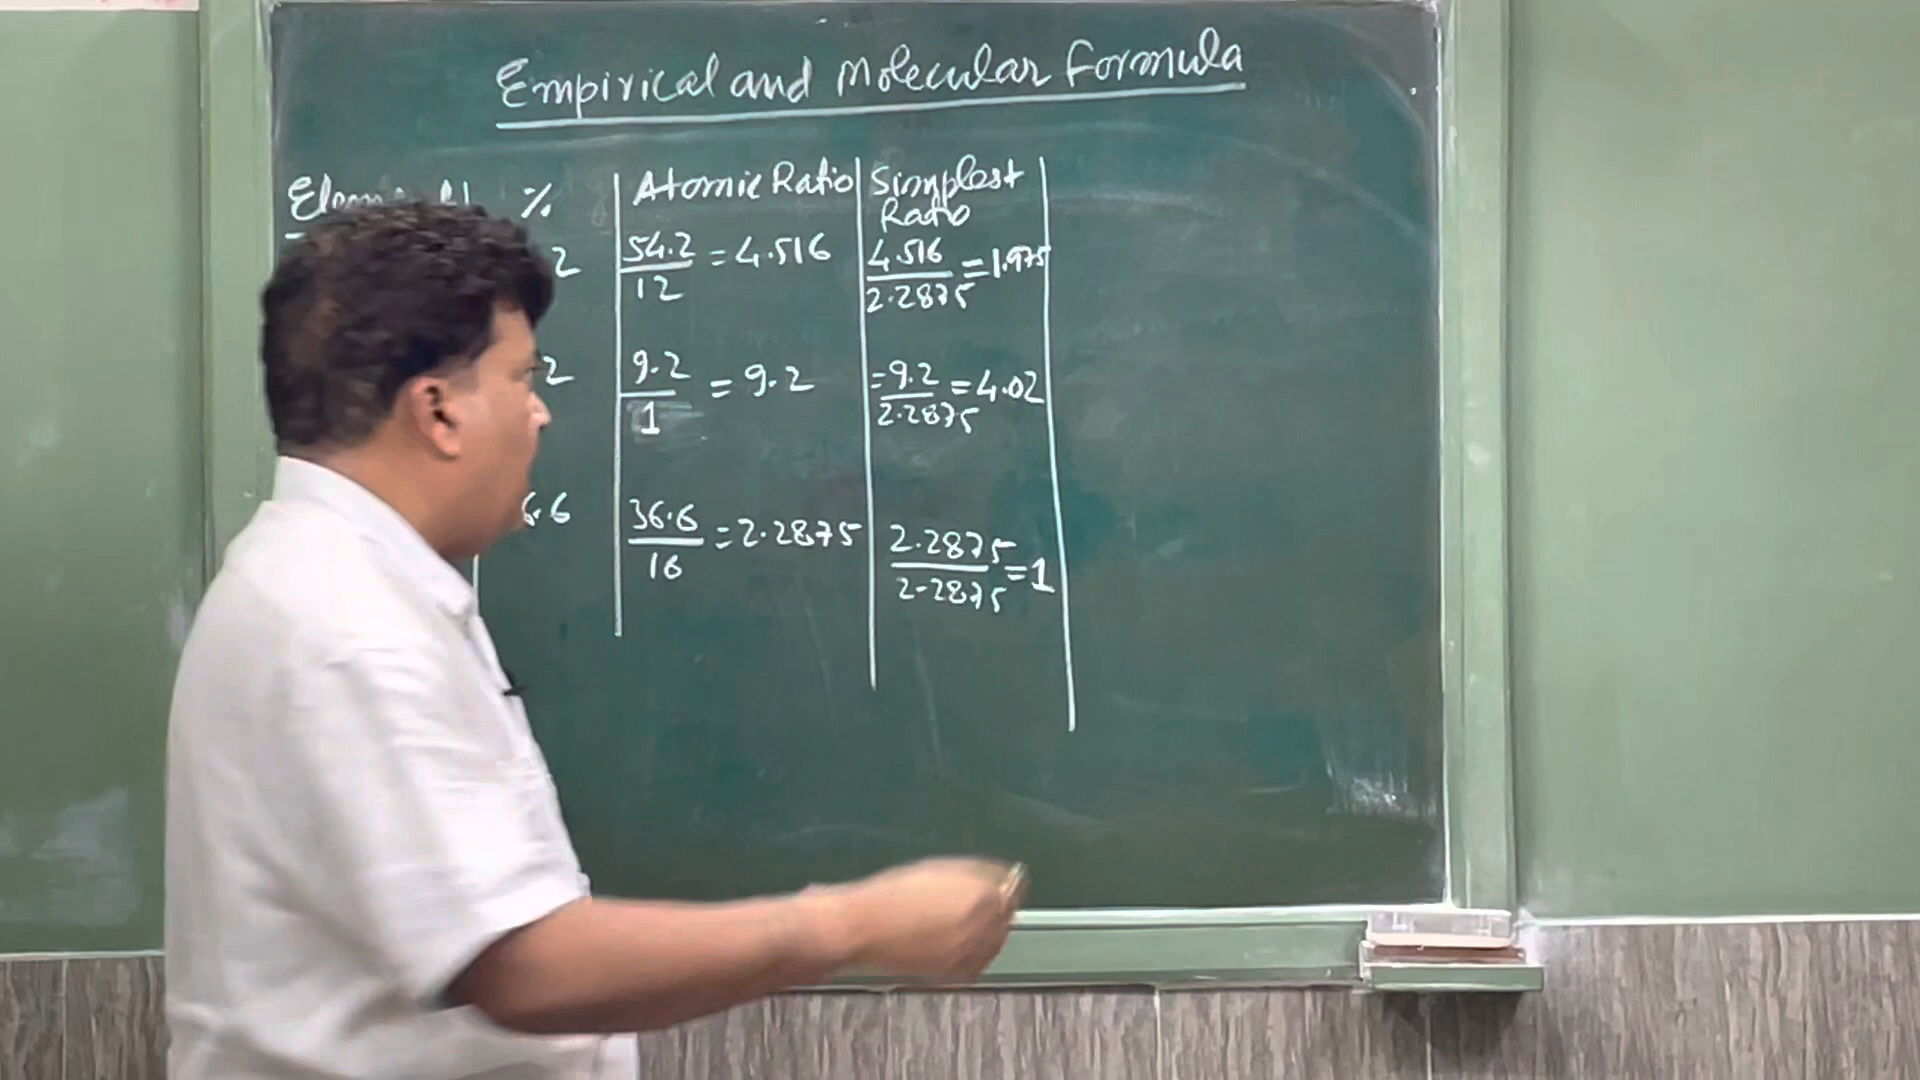 Empirical and Molecular Formula
% Atomic Ratio Simplest Ratio
2 54.2/12 = 4.516 4.516/2.2875 = 1.975
2 9.2/1 = 9.2 = 9.2/2.2875 = 4.02
6.6 36.6/16 = 2.2875 2.2875/2.2875 = 1